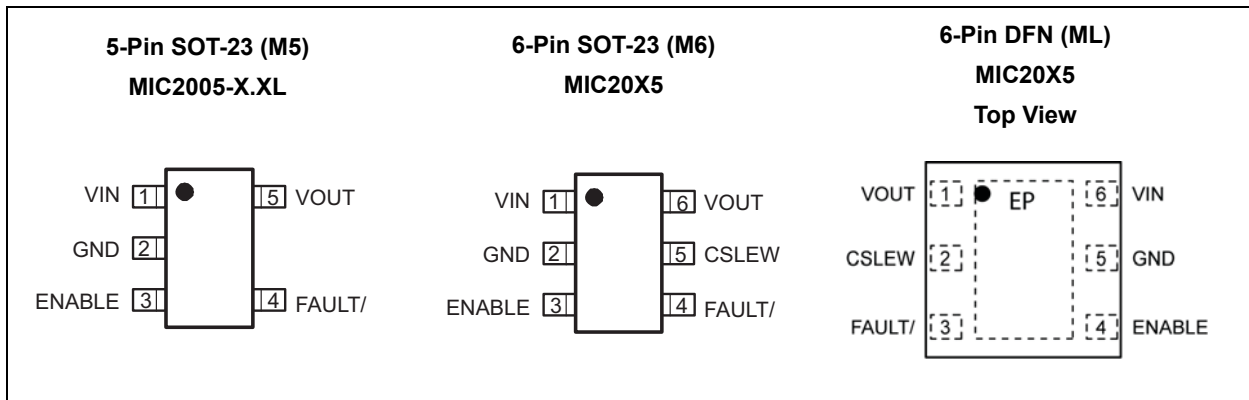 5-Pin SOT-23 (M5)
MIC2005-X.XL
VIN 1 5 VOUT
GND 2
ENABLE 3 4 FAULT/
6-Pin SOT-23 (M6)
MIC20X5
VIN 1 6 VOUT
GND 2 5 CSLEW
ENABLE 3 4 FAULT/
6-Pin DFN (ML)
MIC20X5
Top View
VOUT 1 EP 6 VIN
CSLEW 2 5 GND
FAULT/ 3 4 ENABLE